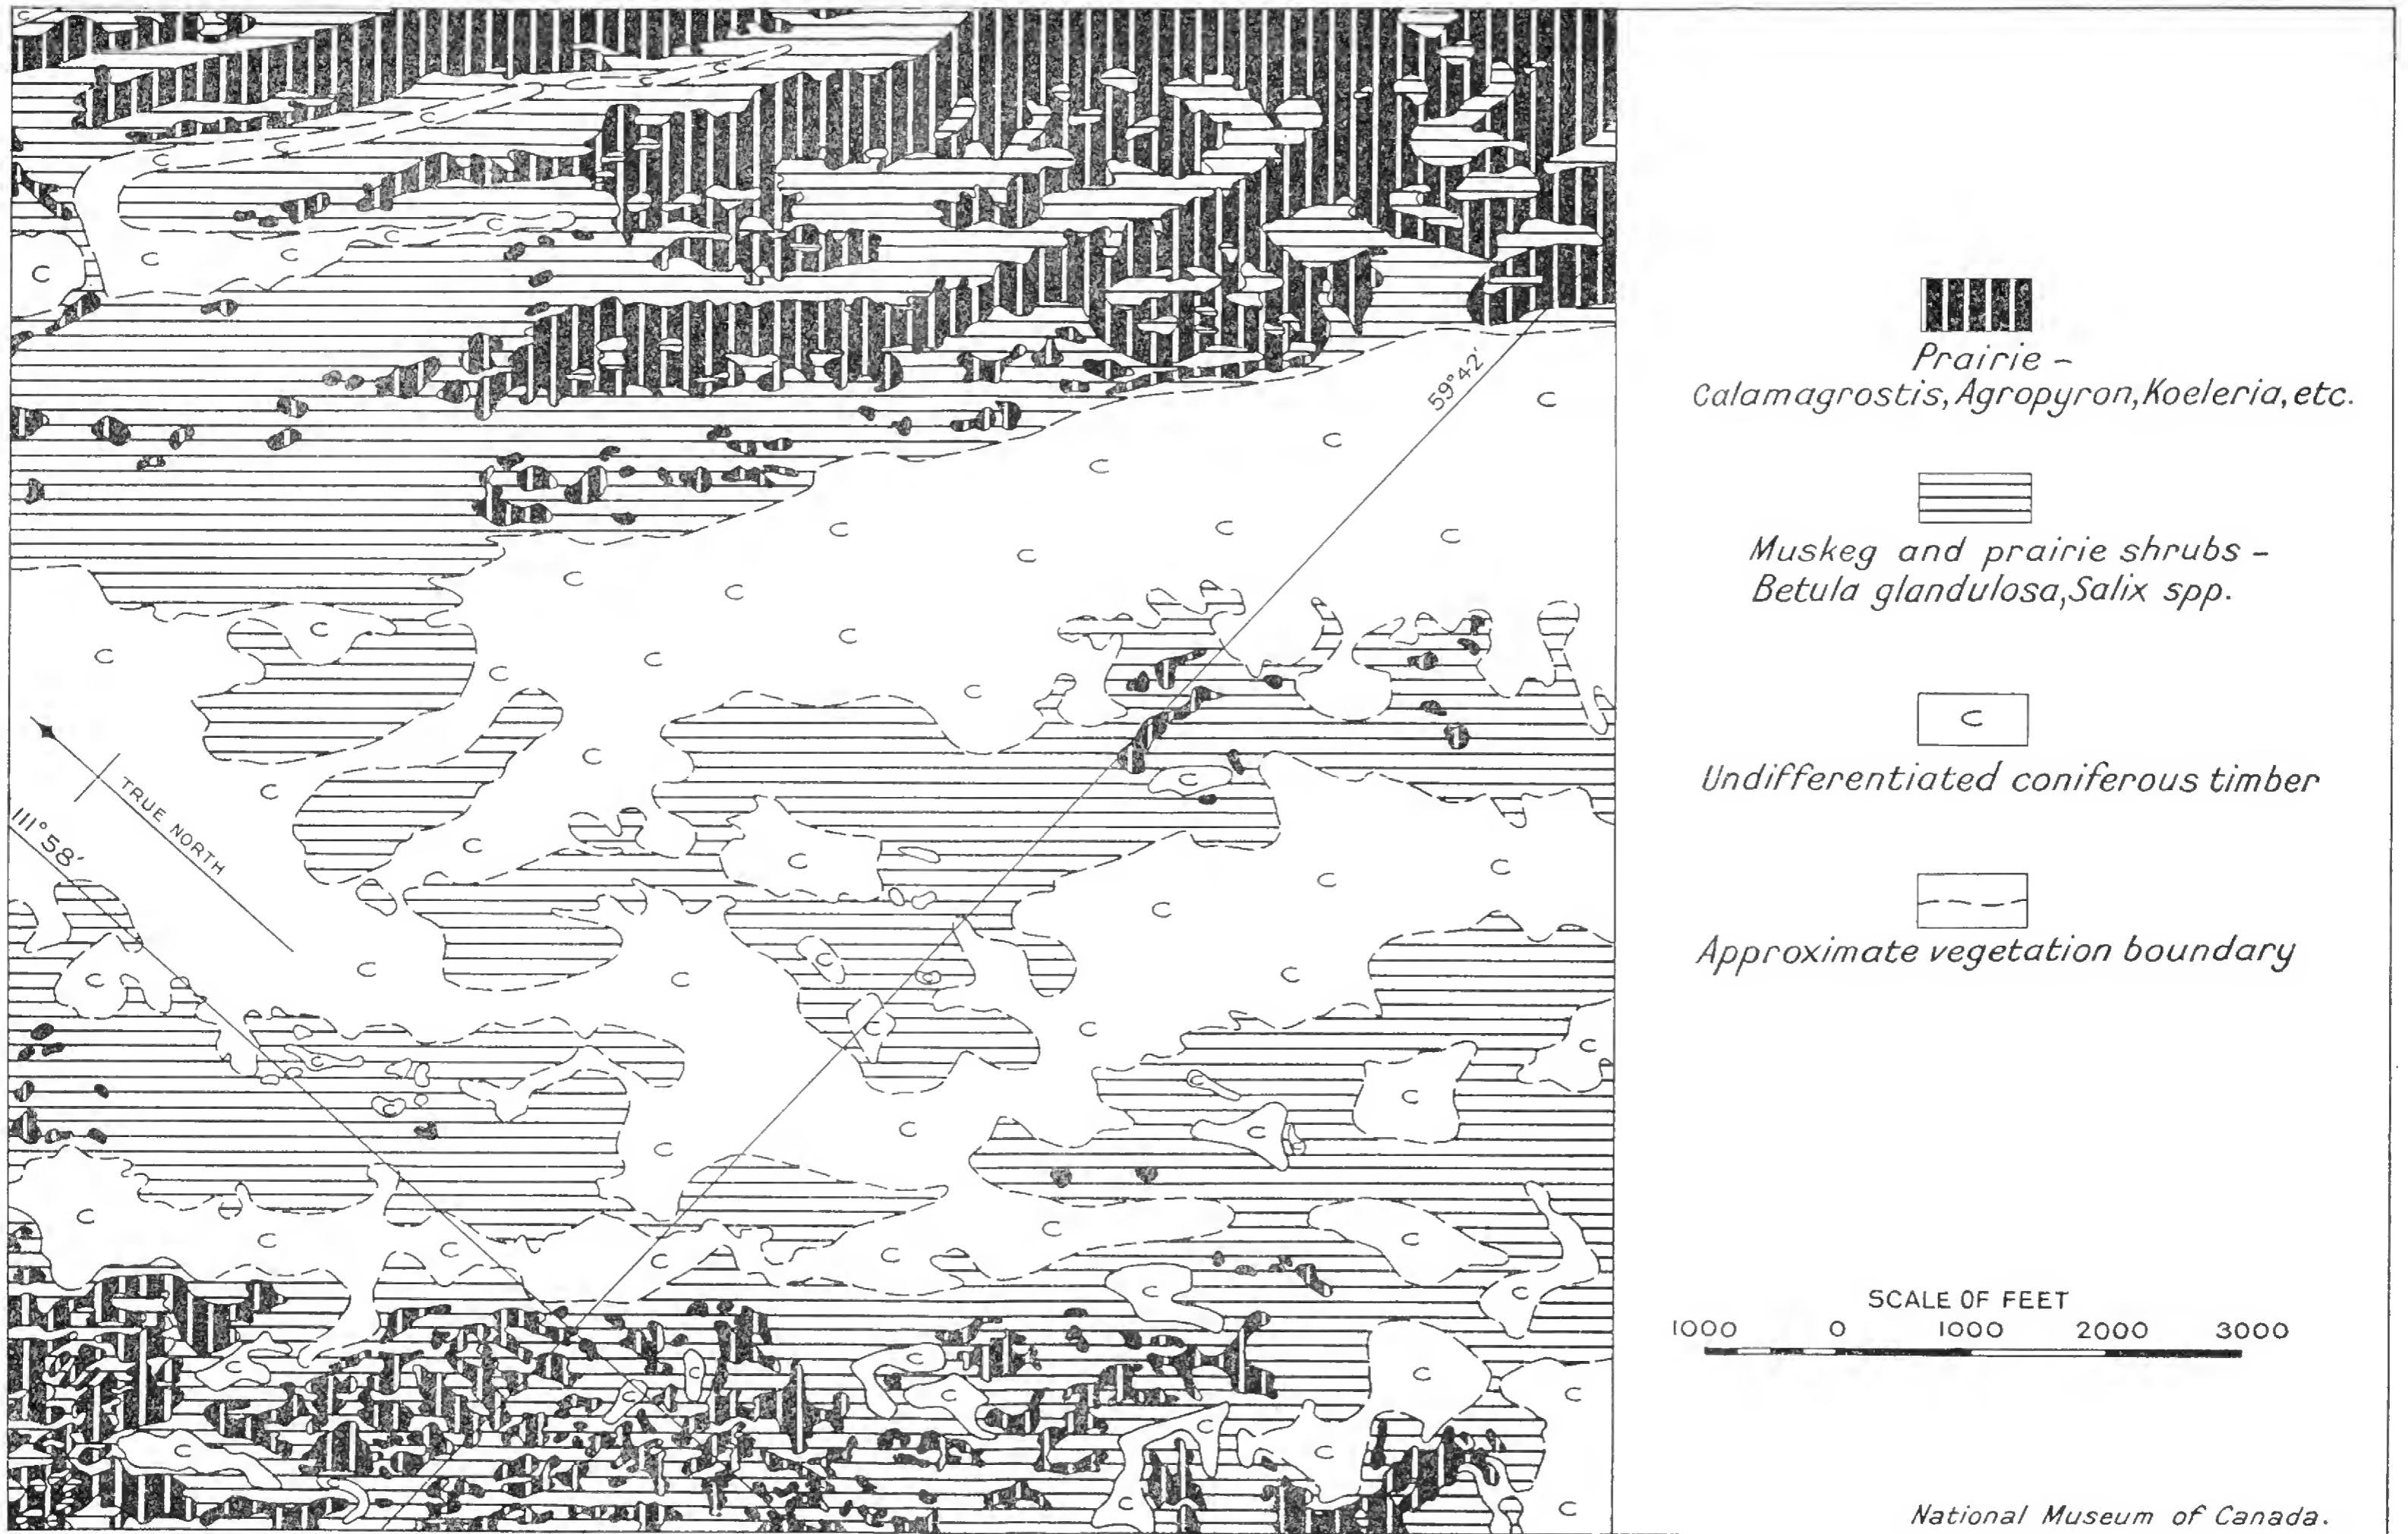 59°42′
TRUE NORTH
111°58′
Prairie –
Calamagrostis, Agropyron, Koeleria, etc.
Muskeg and prairie shrubs –
Betula glandulosa, Salix spp.
C
Undifferentiated coniferous timber
Approximate vegetation boundary
SCALE OF FEET
1000 0 1000 2000 3000
National Museum of Canada.